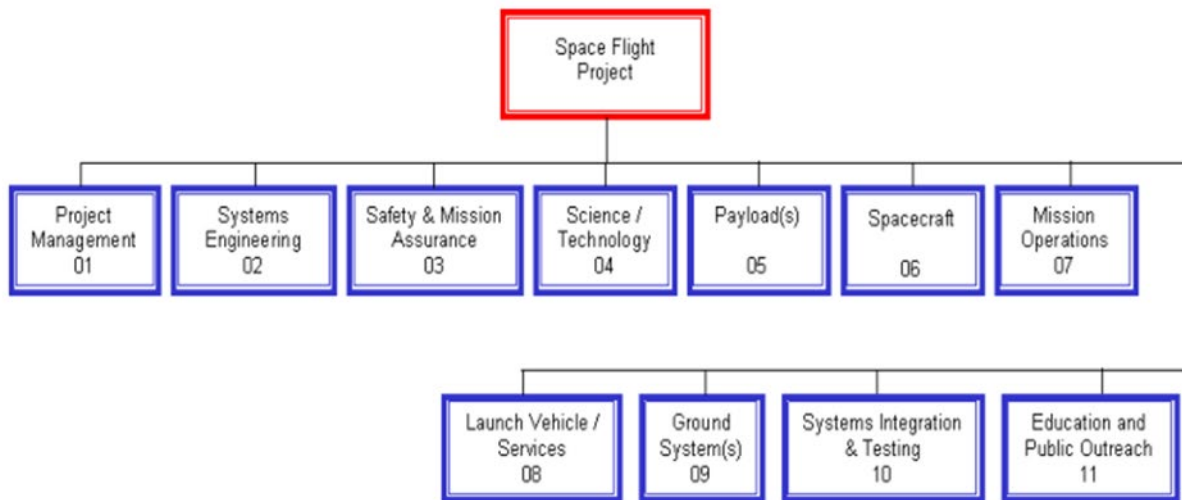 Space Flight
Project
Project
Management
01
Systems
Engineering
02
Safety & Mission
Assurance
03
Science /
Technology
04
Payload(s)
05
Spacecraft
06
Mission
Operations
07
Launch Vehicle /
Services
08
Ground
System(s)
09
Systems Integration
& Testing
10
Education and
Public Outreach
11